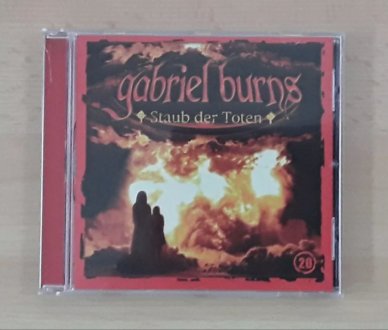 gabriel burns
Staub der Toten
20